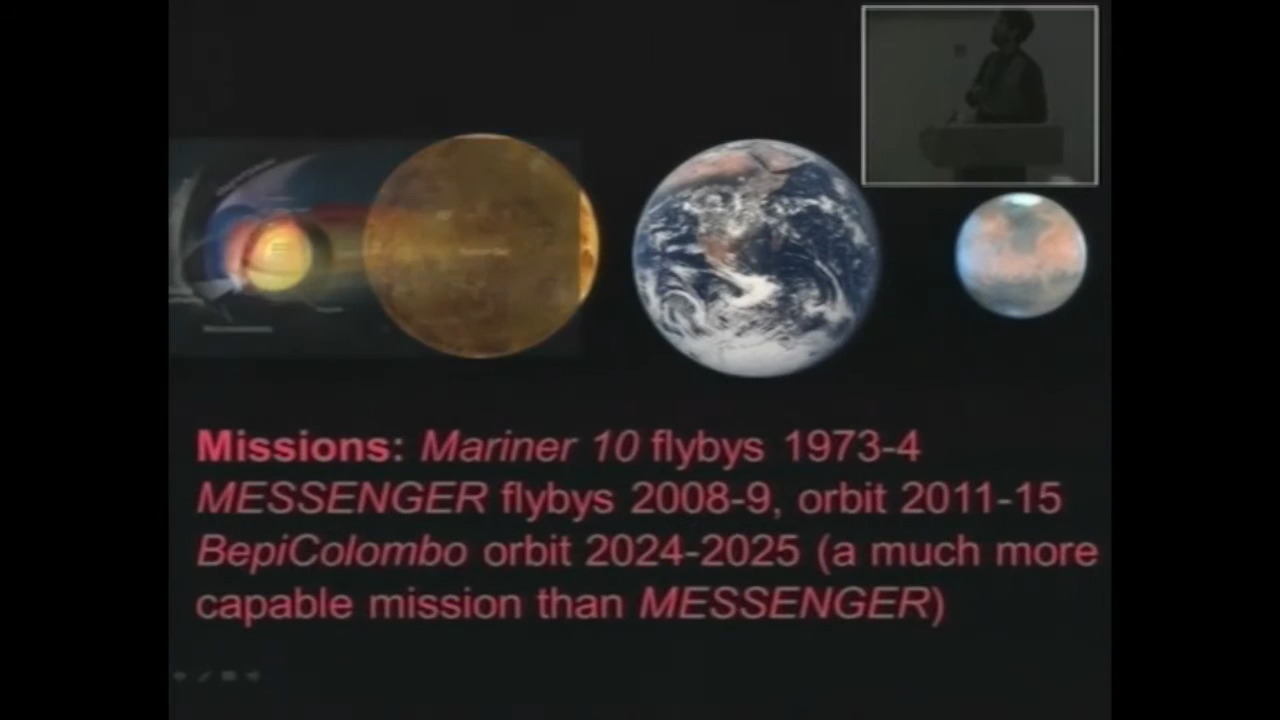 Missions: Mariner 10 flybys 1973-4
MESSENGER flybys 2008-9, orbit 2011-15
BepiColombo orbit 2024-2025 (a much more
capable mission than MESSENGER)